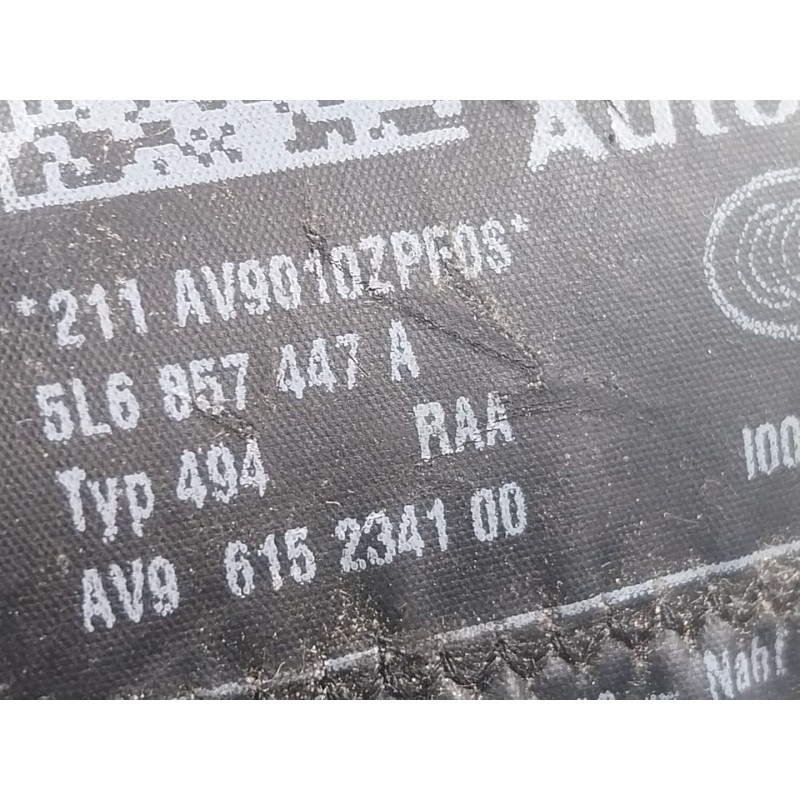 *211 AV9010ZPF0S*
5L6 857 447 A
Typ 494 RAA
AV9 615 2341 00